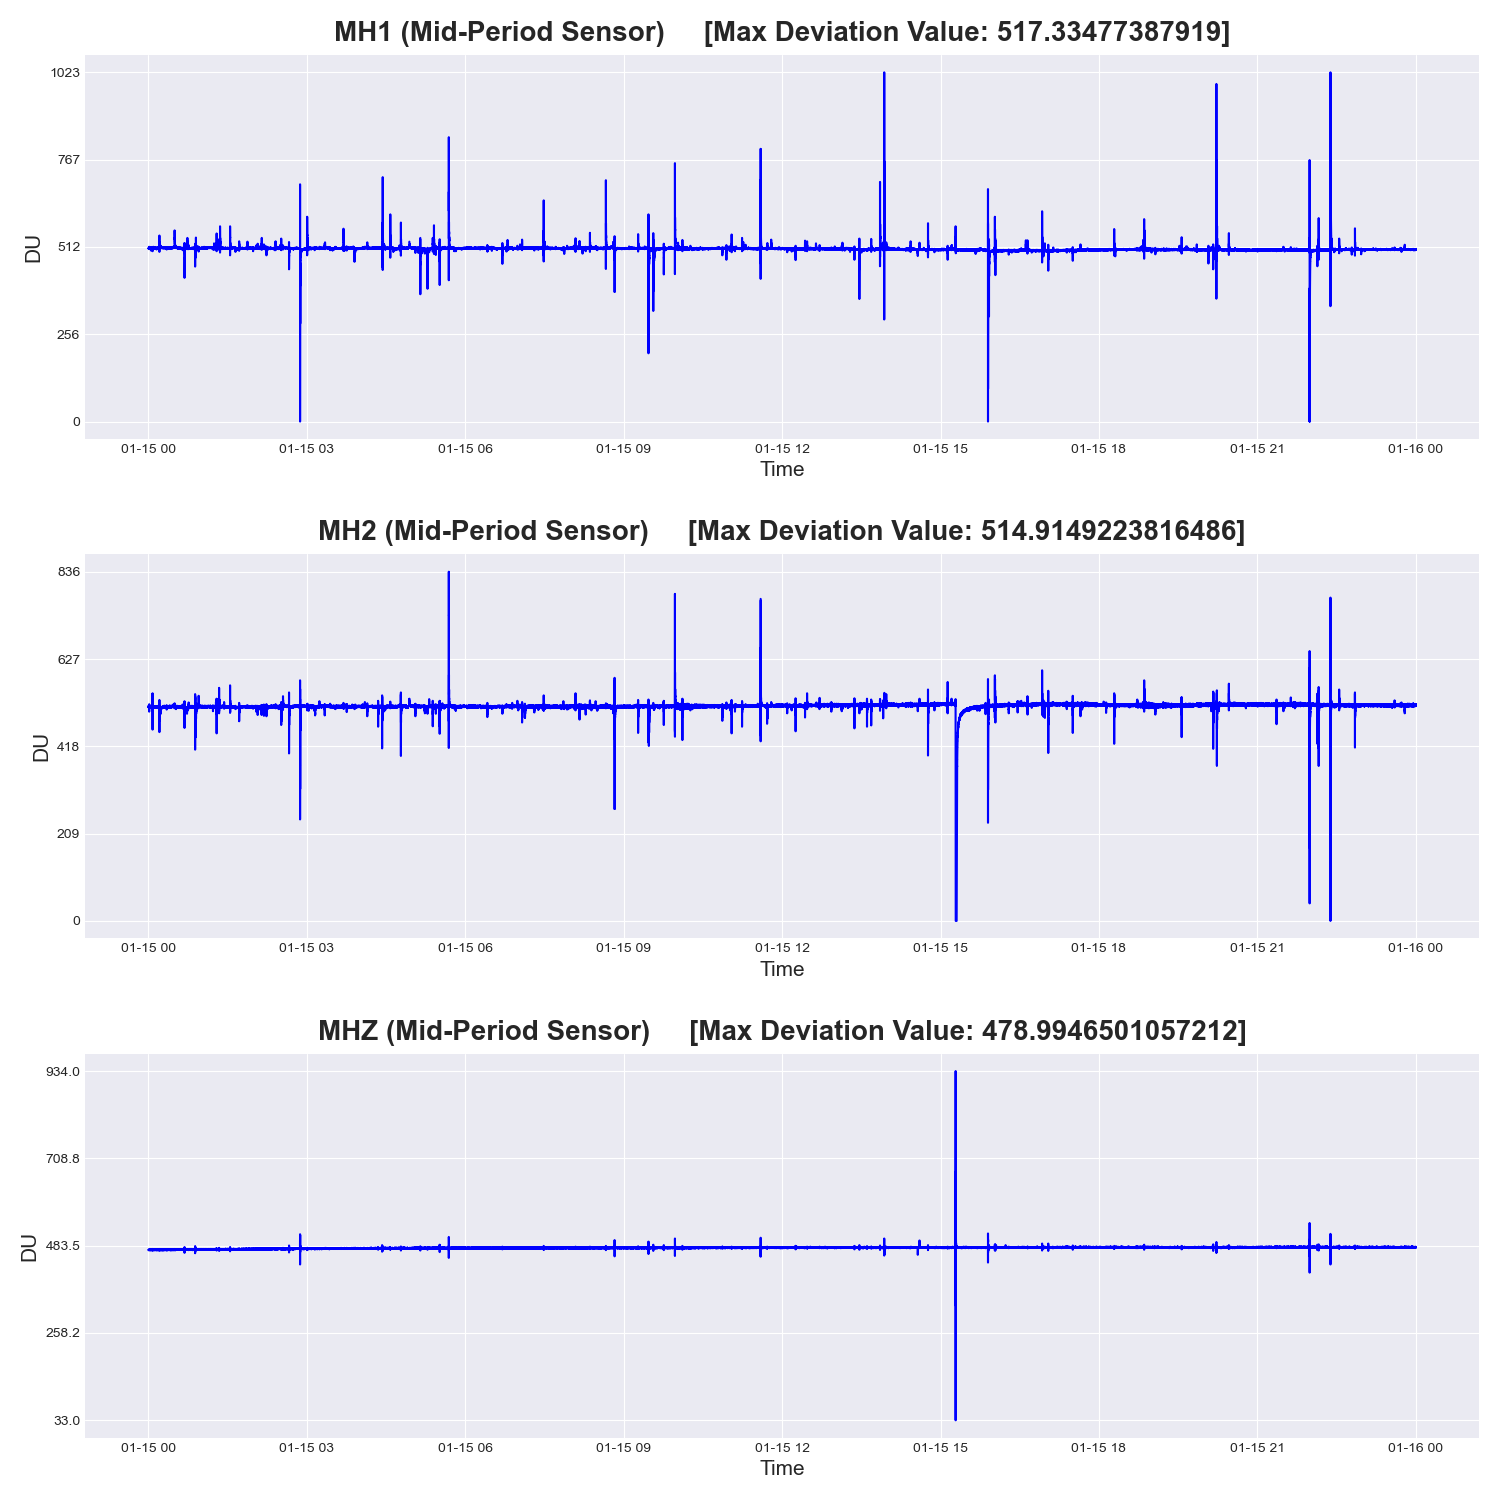 MH1 (Mid-Period Sensor) [Max Deviation Value: 517.33477387919]
1023
767
512
256
0
DU
01-15 00 01-15 03 01-15 06 01-15 09 01-15 12 01-15 15 01-15 18 01-15 21 01-16 00
Time
MH2 (Mid-Period Sensor) [Max Deviation Value: 514.9149223816486]
836
627
418
209
0
DU
01-15 00 01-15 03 01-15 06 01-15 09 01-15 12 01-15 15 01-15 18 01-15 21 01-16 00
Time
MHZ (Mid-Period Sensor) [Max Deviation Value: 478.9946501057212]
934.0
708.8
483.5
258.2
33.0
DU
01-15 00 01-15 03 01-15 06 01-15 09 01-15 12 01-15 15 01-15 18 01-15 21 01-16 00
Time